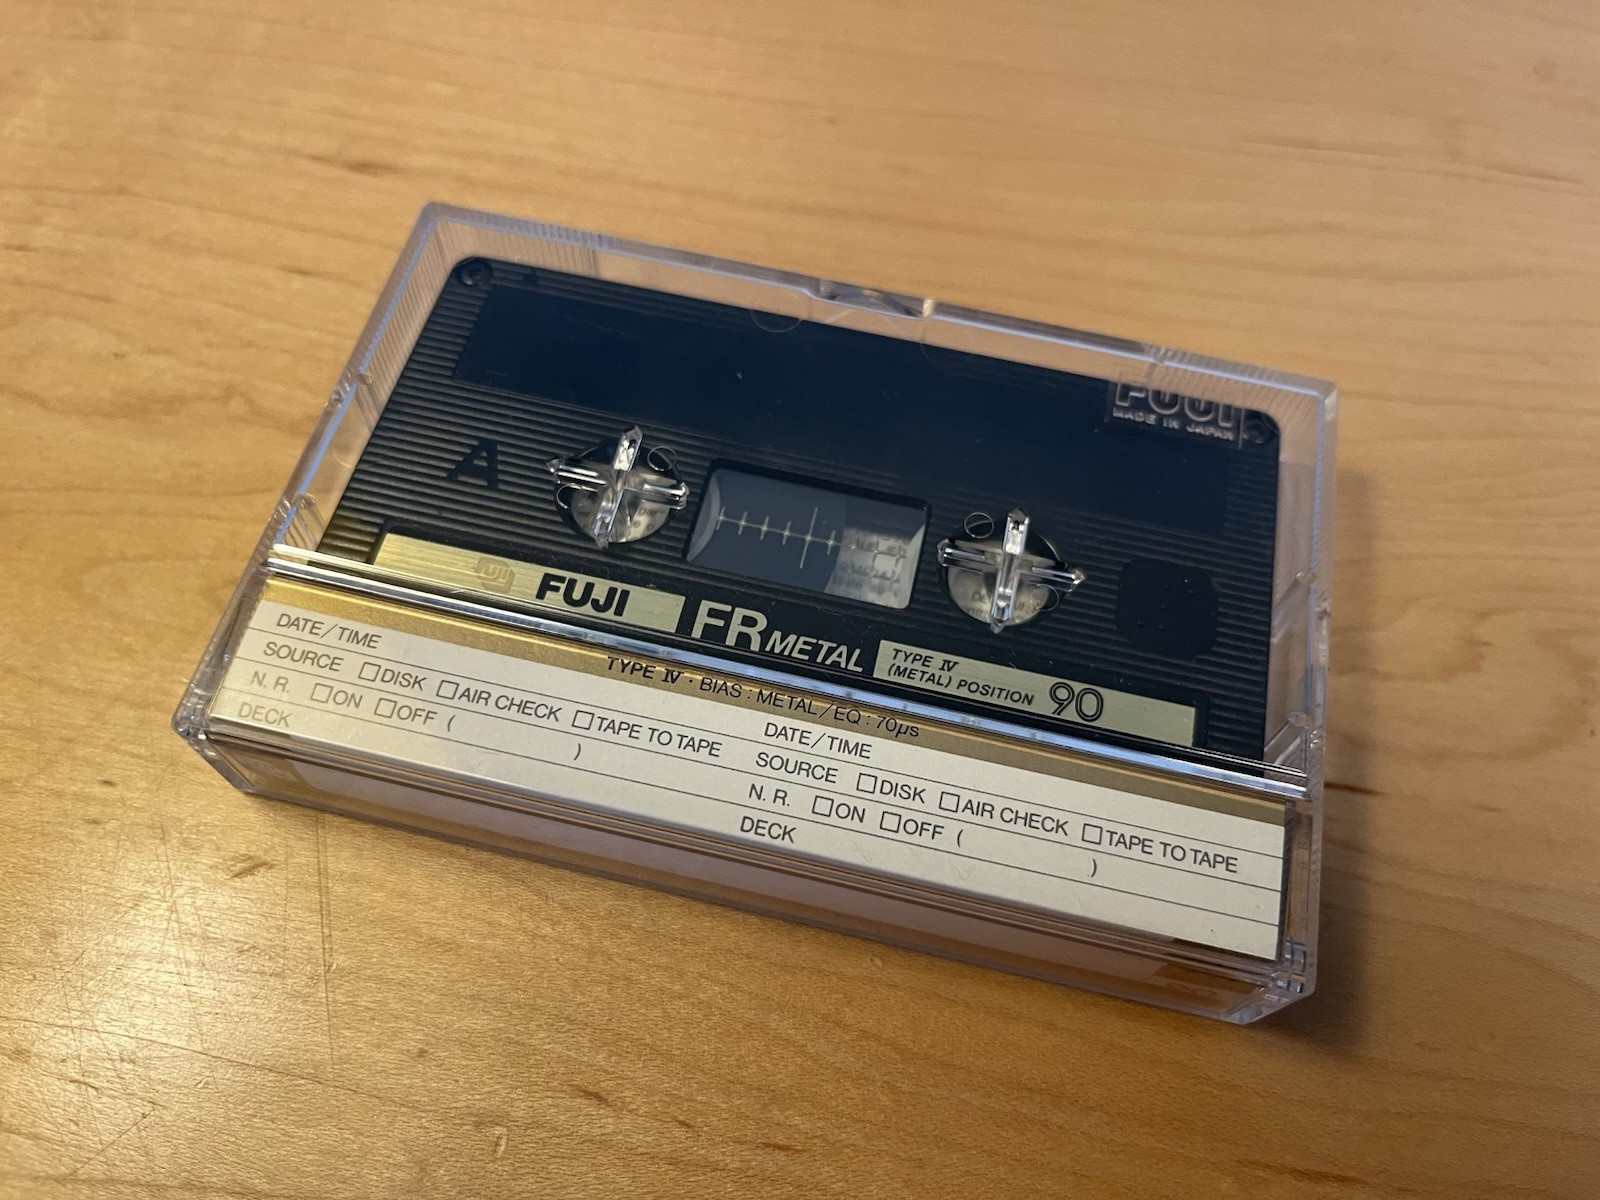 FUJI
MADE IN JAPAN
A
FUJI
FR METAL
TYPE IV
(METAL) POSITION 90
TYPE IV · BIAS : METAL/EQ : 70μs
DATE/TIME
SOURCE □DISK □AIR CHECK □TAPE TO TAPE
N. R. □ON □OFF ( )
DECK
DATE/TIME
SOURCE □DISK □AIR CHECK □TAPE TO TAPE
N. R. □ON □OFF ( )
DECK